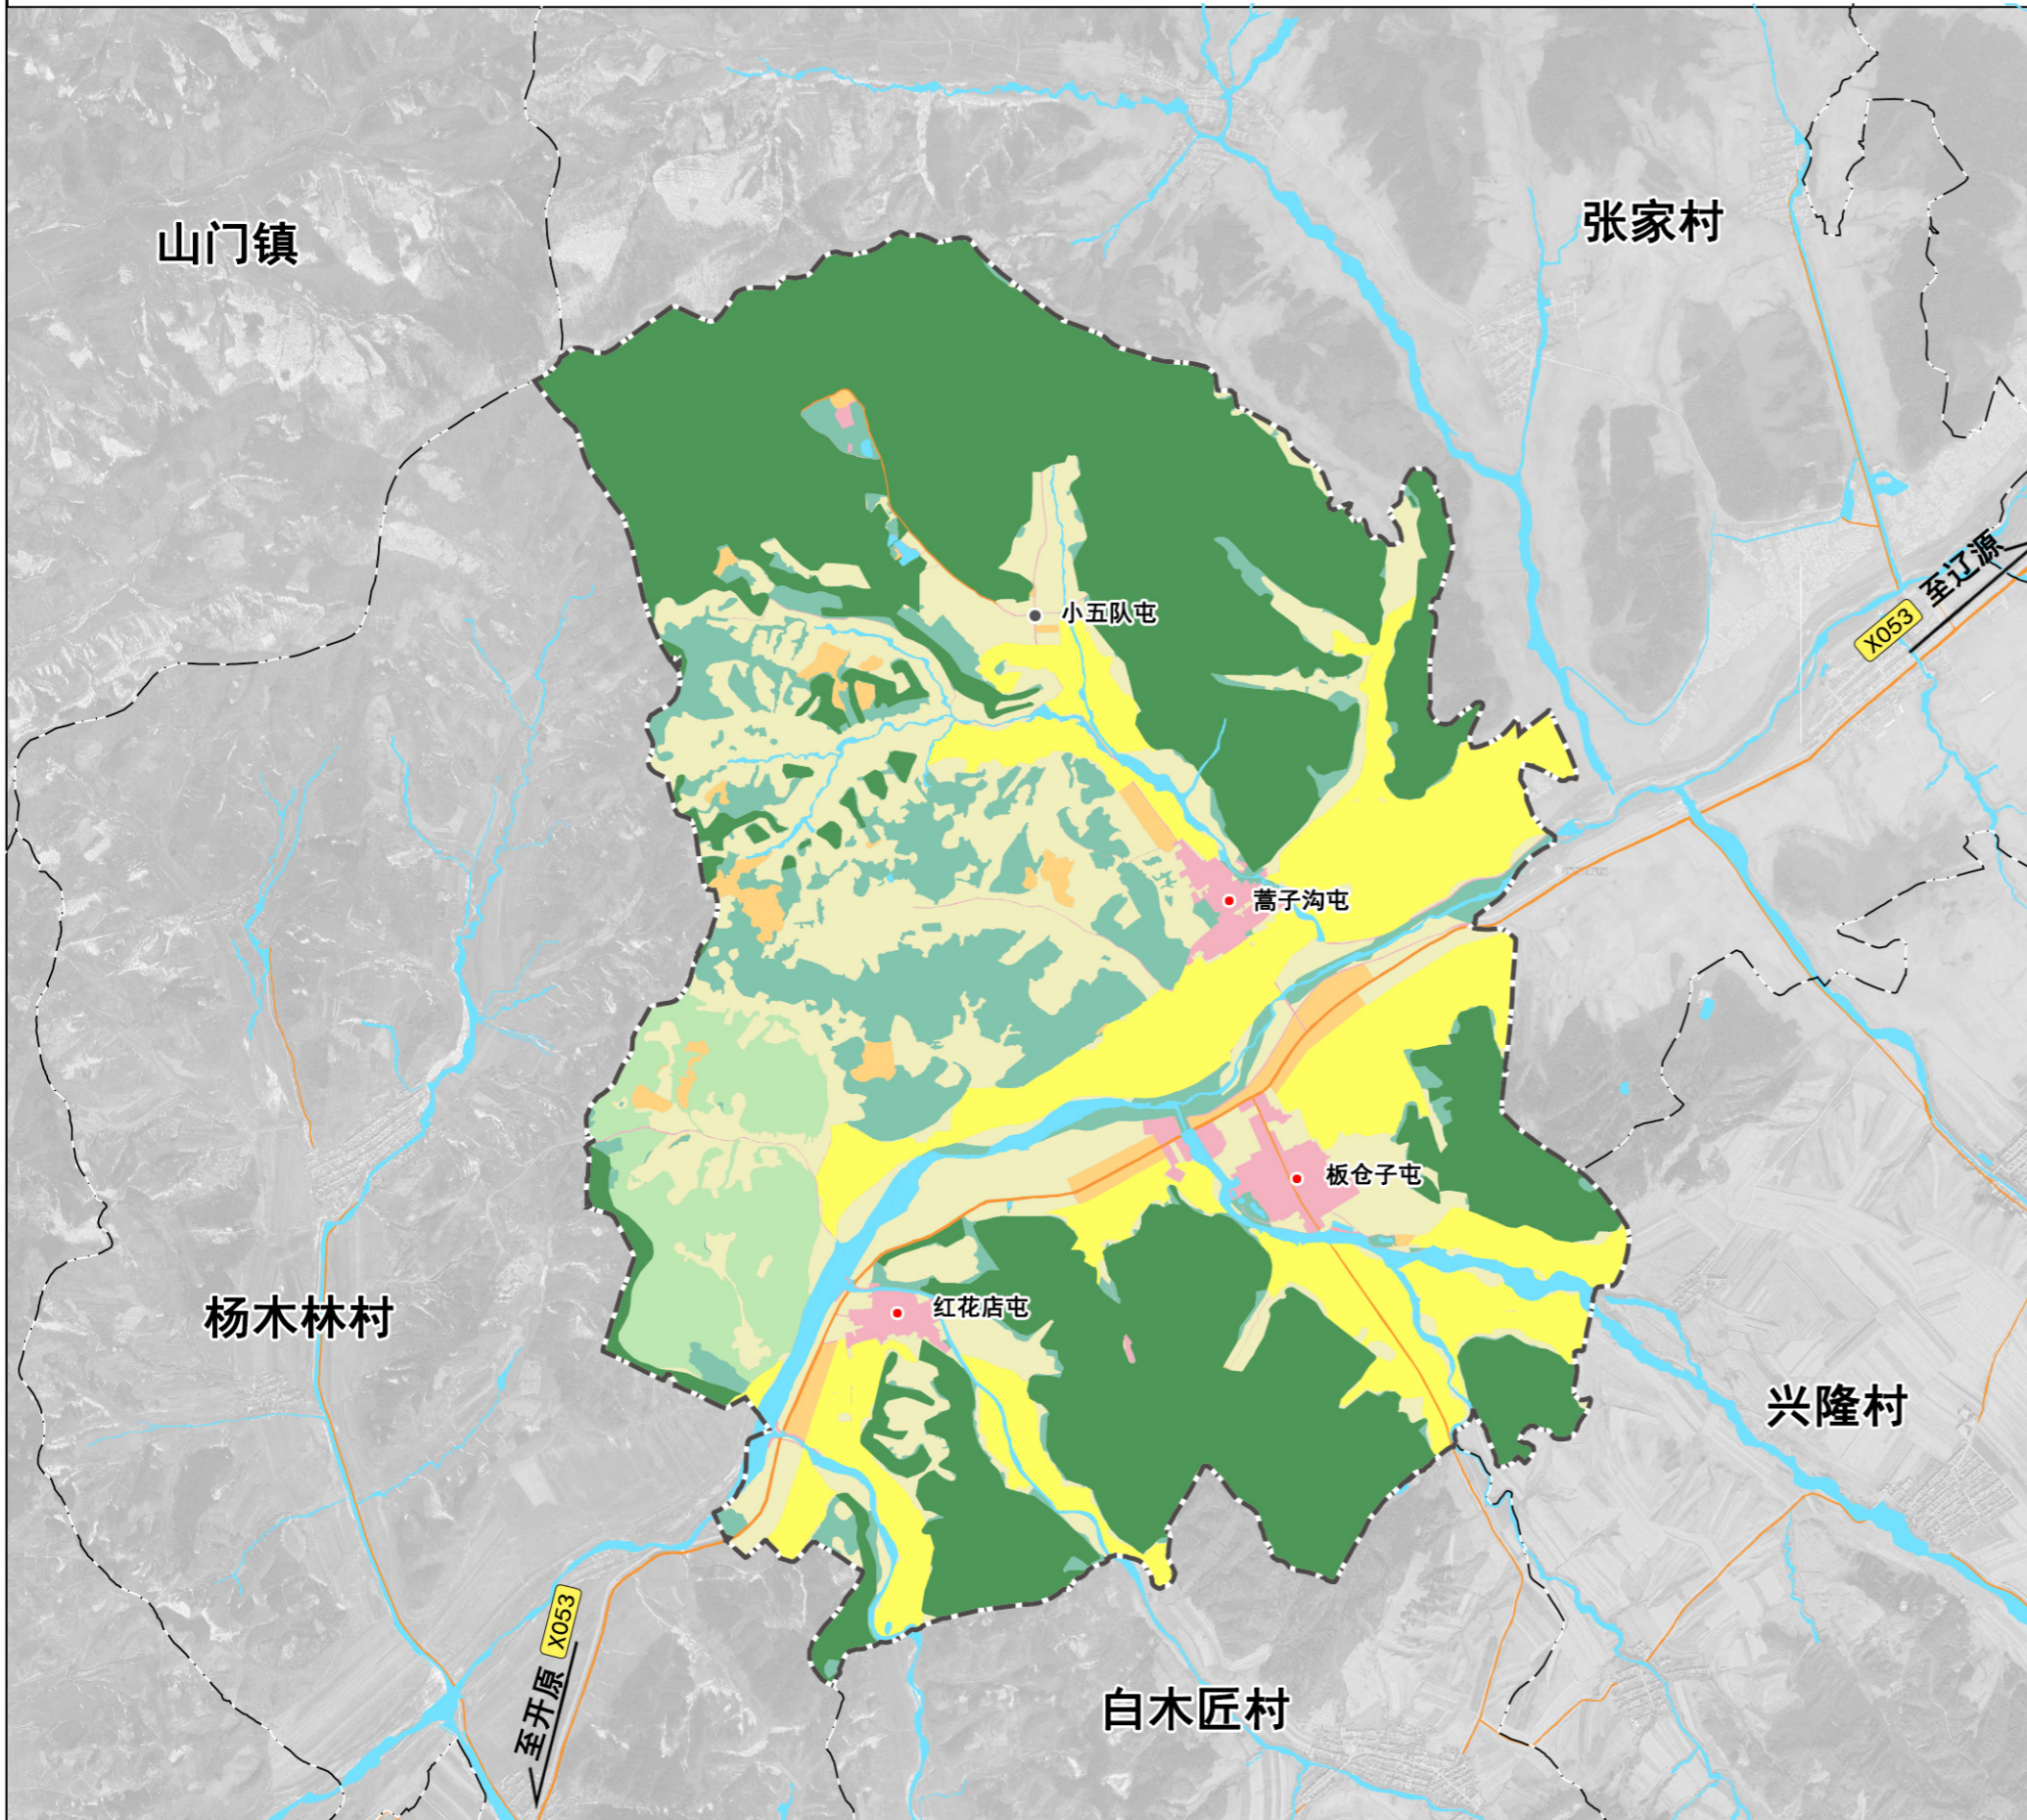 张家村
山门镇
至辽源
X053
小五队屯
蒿子沟屯
板仓子屯
红花店屯
杨木林村
兴隆村
X053
至开原
白木匠村